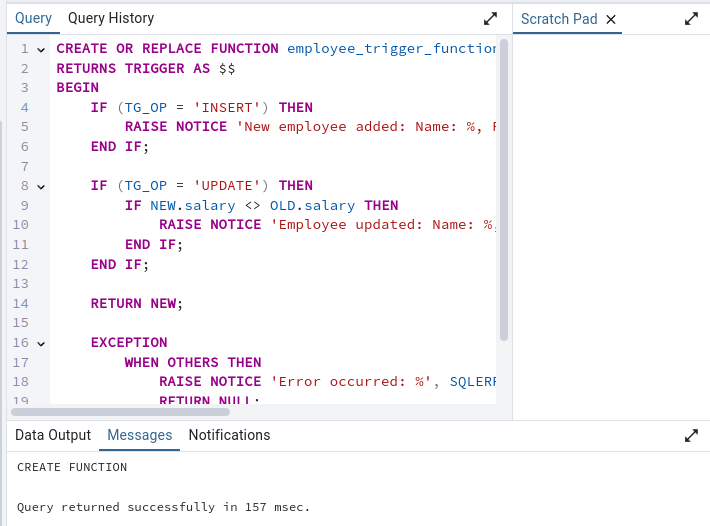 Query Query History Scratch Pad
1 CREATE OR REPLACE FUNCTION employee_trigger_function
2 RETURNS TRIGGER AS $$
3 BEGIN
4 IF (TG_OP = 'INSERT') THEN
5 RAISE NOTICE 'New employee added: Name: %,
6 END IF;
7
8 IF (TG_OP = 'UPDATE') THEN
9 IF NEW.salary <> OLD.salary THEN
10 RAISE NOTICE 'Employee updated: Name: %,
11 END IF;
12 END IF;
13
14 RETURN NEW;
15
16 EXCEPTION
17 WHEN OTHERS THEN
18 RAISE NOTICE 'Error occurred: %',
19 RETURN NULL;
Data Output Messages Notifications
CREATE FUNCTION
Query returned successfully in 157 msec.